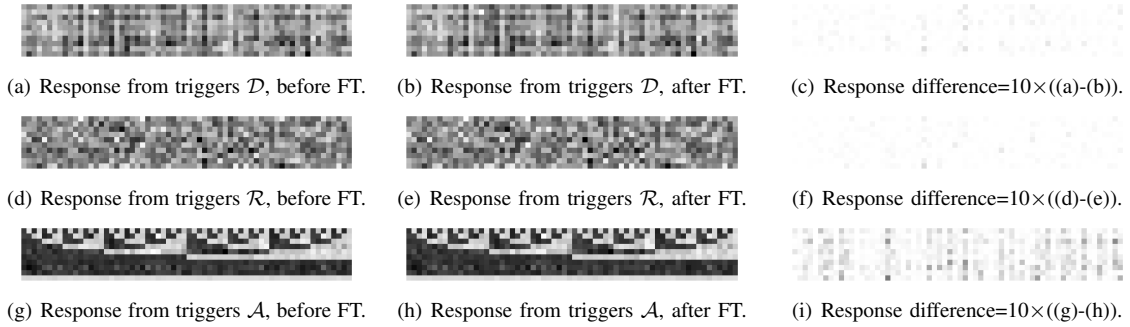 (a) Response from triggers 𝒟, before FT.
(b) Response from triggers 𝒟, after FT.
(c) Response difference=10×((a)-(b)).
(d) Response from triggers ℛ, before FT.
(e) Response from triggers ℛ, after FT.
(f) Response difference=10×((d)-(e)).
(g) Response from triggers 𝒜, before FT.
(h) Response from triggers 𝒜, after FT.
(i) Response difference=10×((g)-(h)).